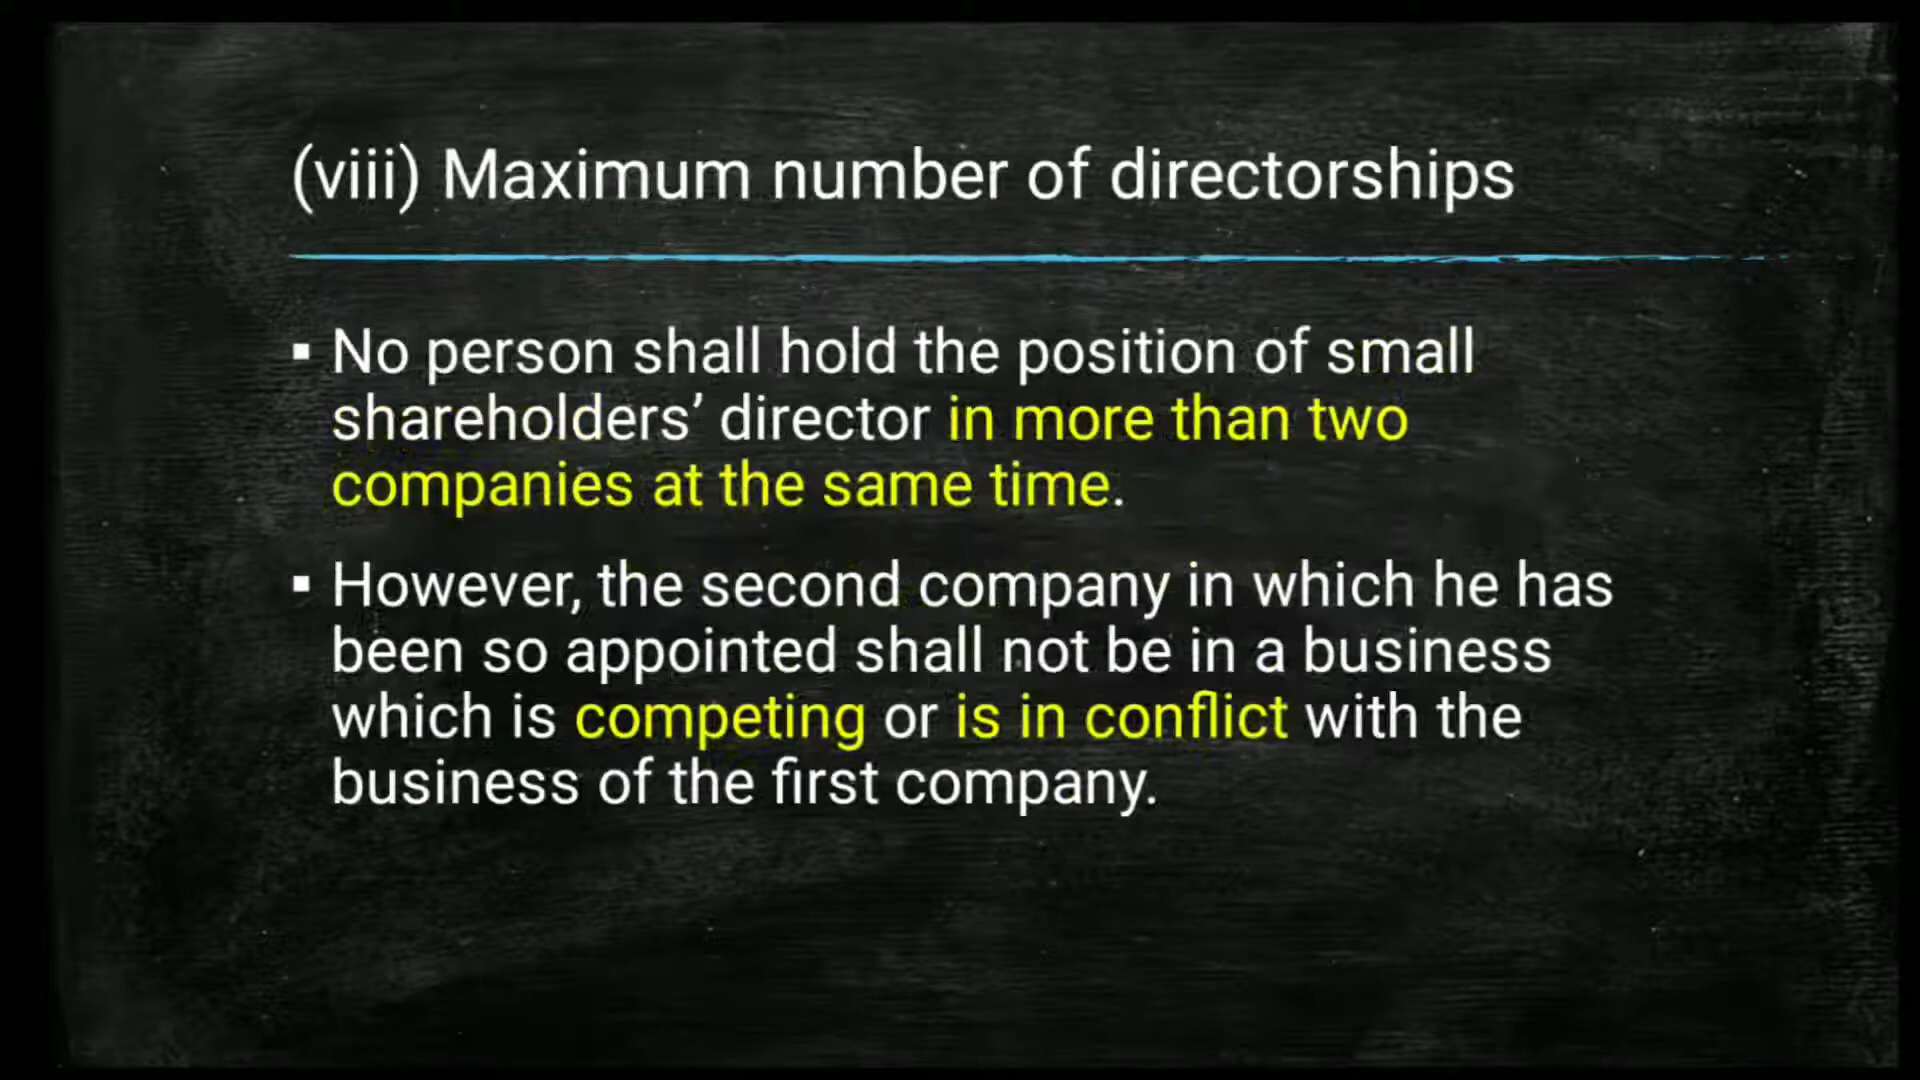 (viii) Maximum number of directorships
▪ No person shall hold the position of small
shareholders’ director in more than two
companies at the same time.
▪ However, the second company in which he has
been so appointed shall not be in a business
which is competing or is in conflict with the
business of the first company.